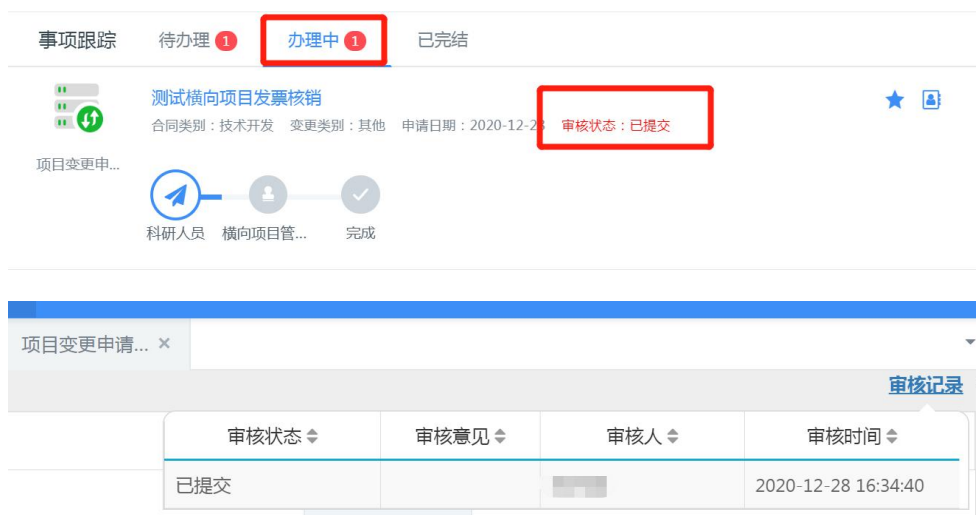 事项跟踪 待办理 1 办理中 1 已完结
测试横向项目发票核销
合同类别：技术开发 变更类别：其他 申请日期：2020-12-28 审核状态：已提交
项目变更申...
科研人员 横向项目管... 完成
项目变更申请... ×
审核记录
审核状态 审核意见 审核人 审核时间
已提交 2020-12-28 16:34:40